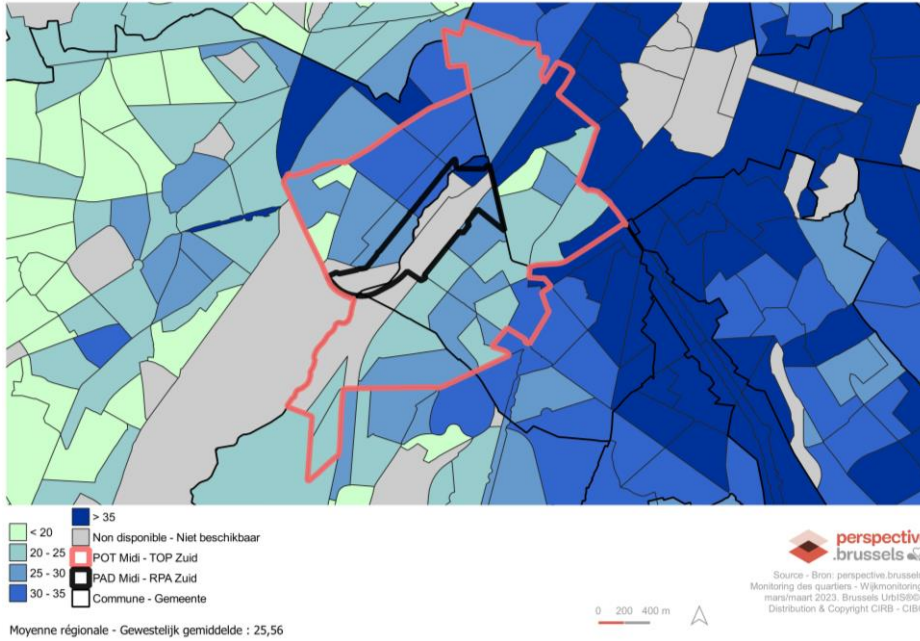 < 20
20 - 25
25 - 30
30 - 35
> 35
Non disponible - Niet beschikbaar
POT Midi - TOP Zuid
PAD Midi - RPA Zuid
Commune - Gemeente
Moyenne régionale - Gewestelijk gemiddelde : 25,56
0 200 400 m
perspective
.brussels
Source - Bron: perspective.brussels
Monitoring des quartiers - Wijkmonitoring
mars/maart 2023. Brussels UrbIS®©
Distribution & Copyright CIRB - CIBG